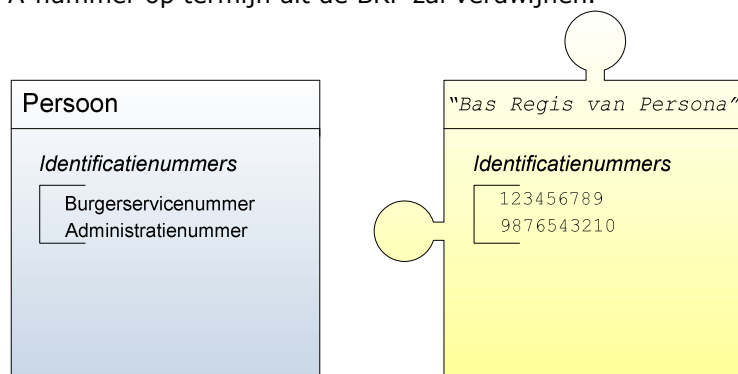 A-nummer op termijn uit de BRP zal verdwijnen.
Persoon
Identificatienummers
Burgerservicenummer
Administratienummer
"Bas Regis van Persona"
Identificatienummers
123456789
9876543210